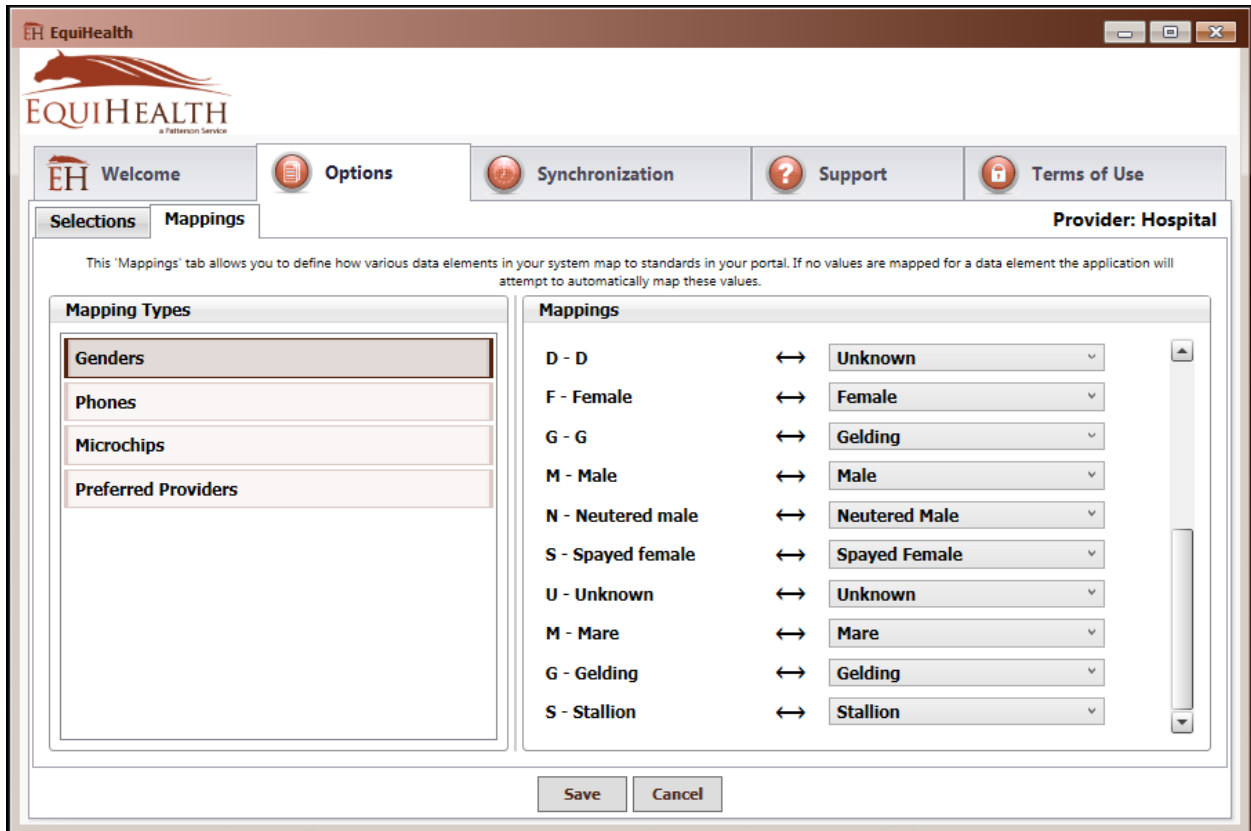 EH EquiHealth
EQUIHEALTH
a Patterson Service
EH Welcome
Options
Synchronization
? Support
Terms of Use
Selections
Mappings
Provider: Hospital
This 'Mappings' tab allows you to define how various data elements in your system map to standards in your portal. If no values are mapped for a data element the application will
attempt to automatically map these values.
Mapping Types
Genders
Phones
Microchips
Preferred Providers
Mappings
D - D ↔ Unknown
F - Female ↔ Female
G - G ↔ Gelding
M - Male ↔ Male
N - Neutered male ↔ Neutered Male
S - Spayed female ↔ Spayed Female
U - Unknown ↔ Unknown
M - Mare ↔ Mare
G - Gelding ↔ Gelding
S - Stallion ↔ Stallion
Save
Cancel